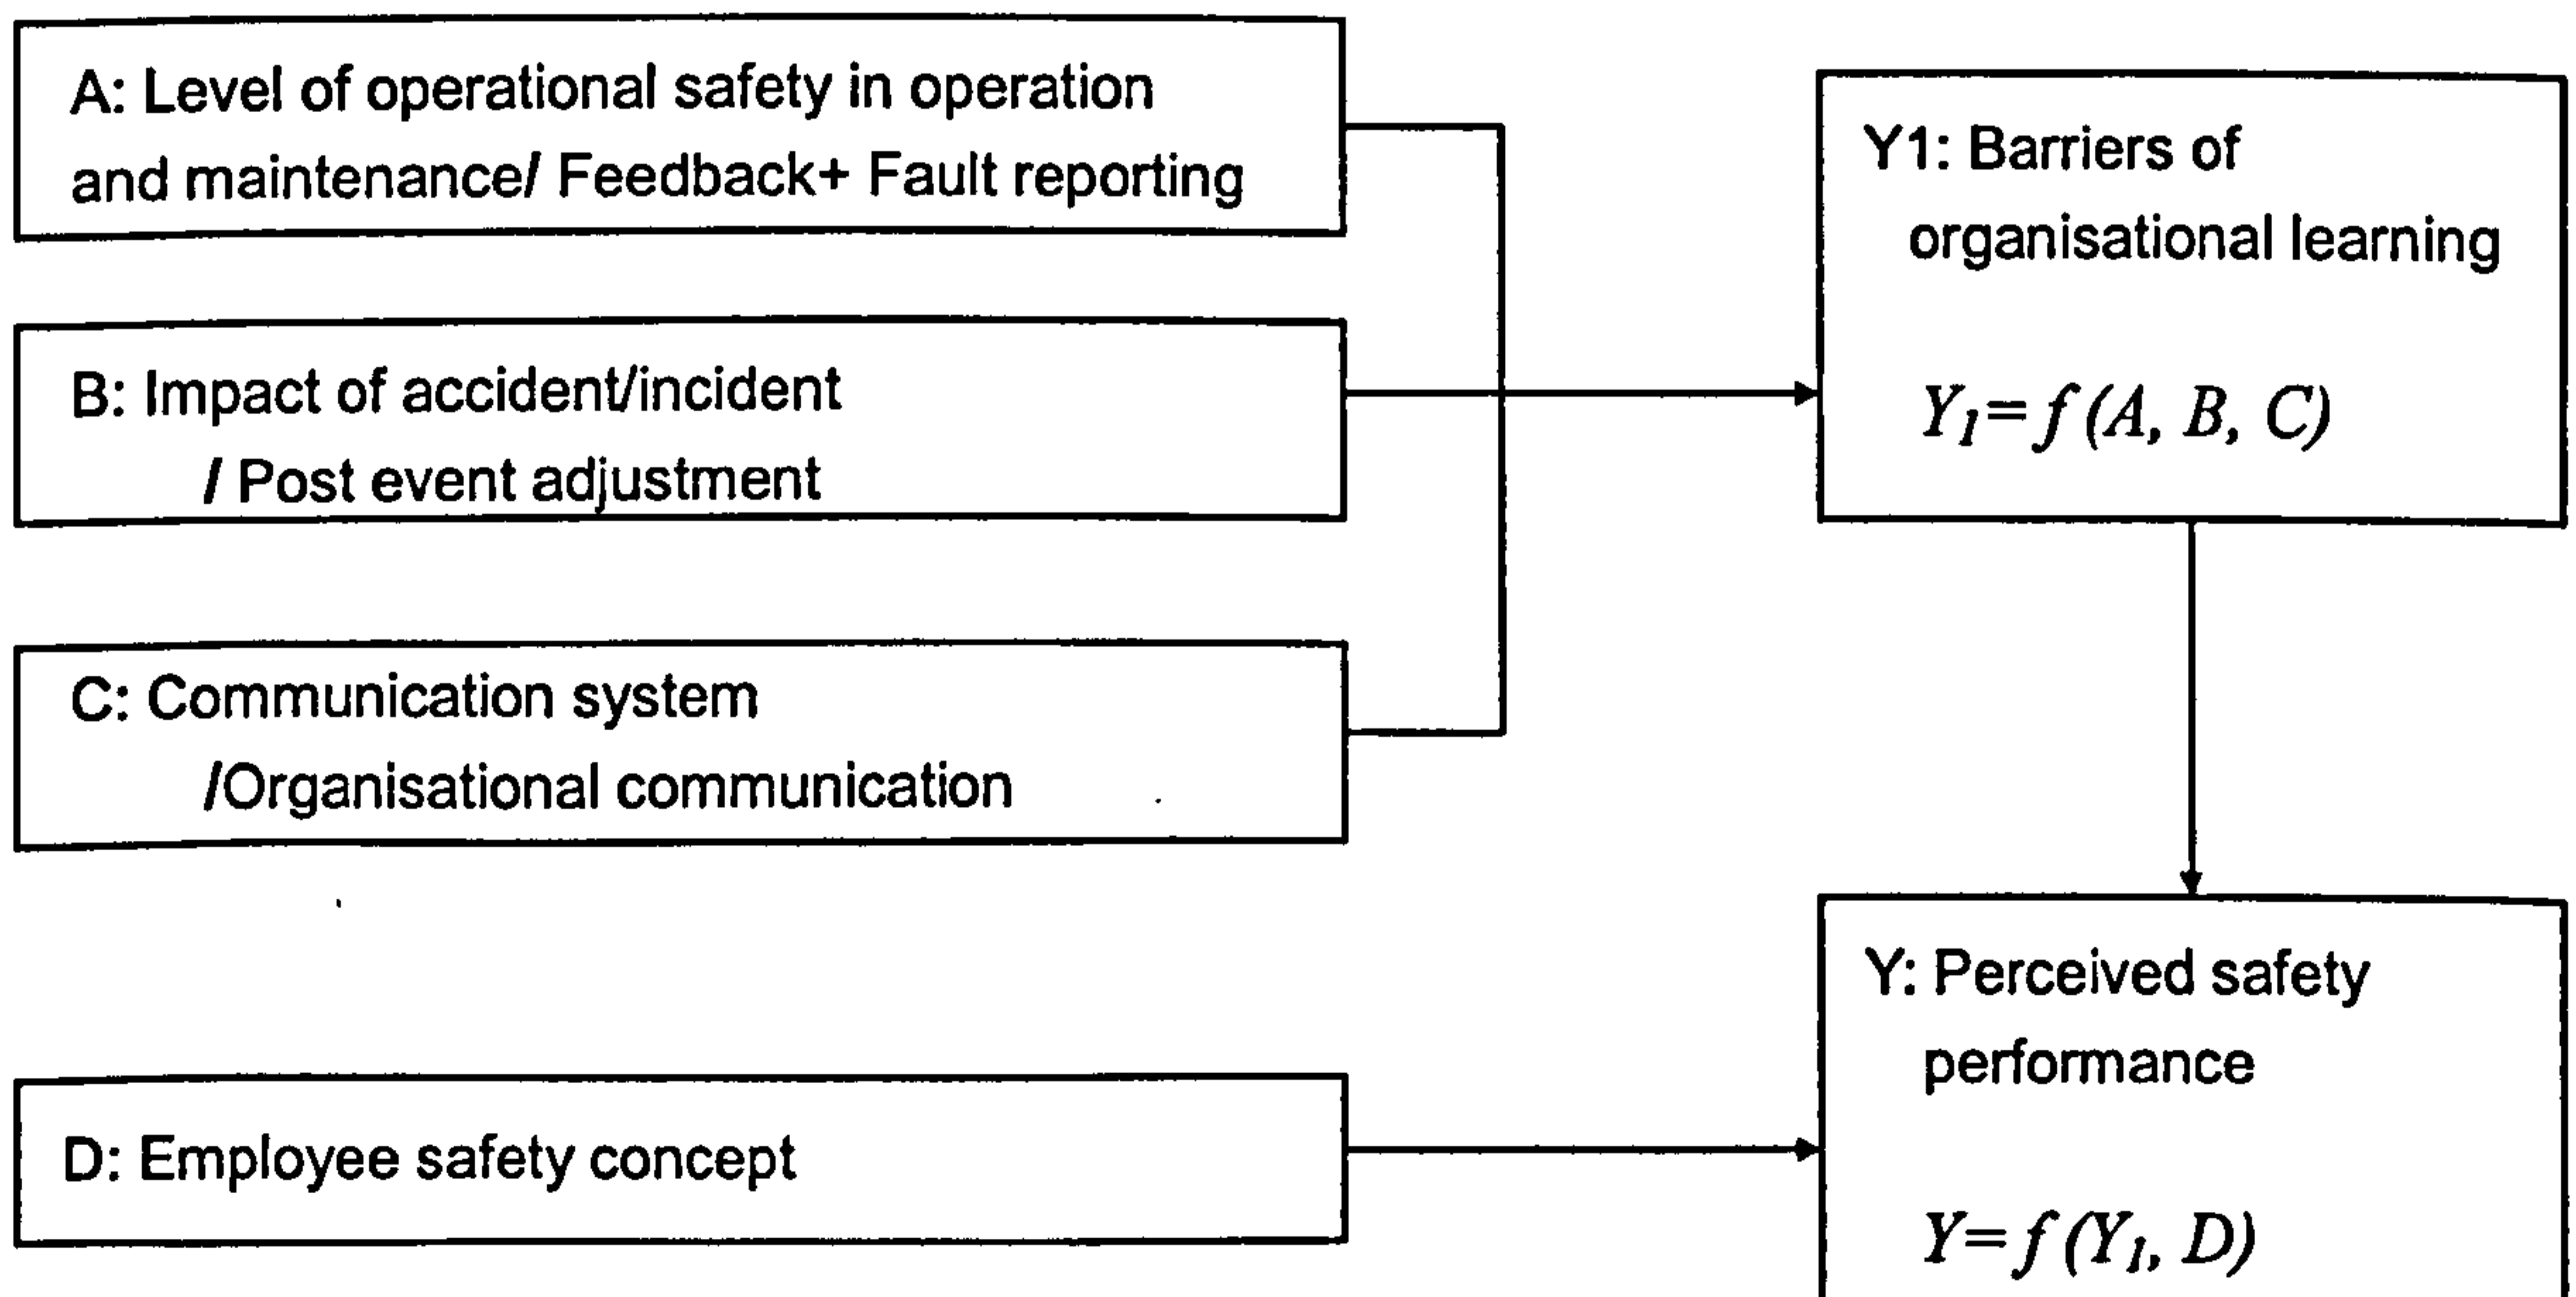 A: Level of operational safety in operation
and maintenance/ Feedback+ Fault reporting
B: Impact of accident/incident
/ Post event adjustment
C: Communication system
/Organisational communication
D: Employee safety concept
Y1: Barriers of
organisational learning
Y₁=f (A, B, C)
Y: Perceived safety
performance
Y=f (Y₁, D)